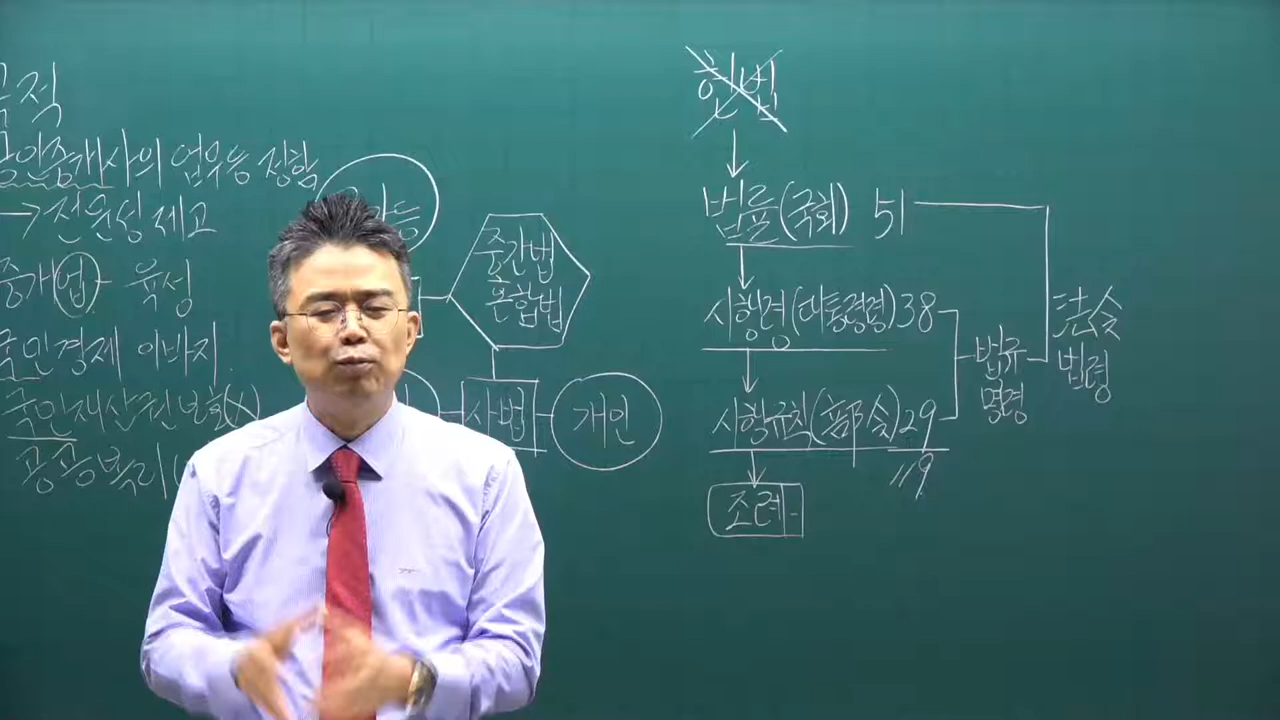 목적
공인중개사의 업무등 정함
→전문성 제고
중개업 - 육성
국민경제 이바지
국민재산권보호(x)
공공복리(
중간법
혼합법
사법
개인
헌법
법률(국회) 51
시행령(대통령령)38
시행규칙(部令)29
119
조례
법규
명령
法令
법령